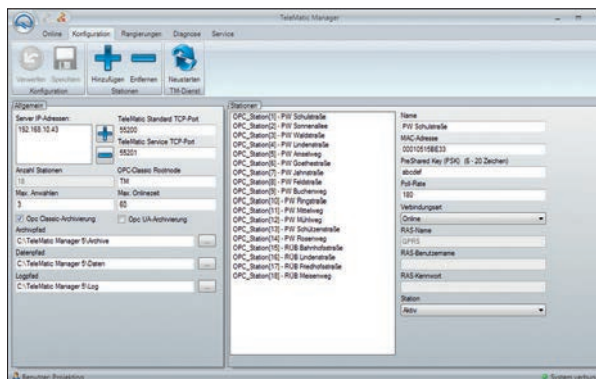 TeleMatic Manager
Online Konfiguration Rangierungen Diagnose Service
Verwerfen Speichern Hinzufügen Entfernen Neustarten
Konfiguration Stationen TM-Dienst
Allgemein
Server IP-Adressen:
192.168.10.43
TeleMatic Standard TCP-Port
55200
TeleMatic Service TCP-Port
55201
Anzahl Stationen
18
OPC-Classic Rootnode
TM
Max. Anwahlen
3
Max. Onlinezeit
60
Opc Classic-Archivierung
Opc UA-Archivierung
Archivpfad
C:\TeleMatic Manager 5\Archive
...
Datenpfad
C:\TeleMatic Manager 5\Daten
...
Logpfad
C:\TeleMatic Manager 5\Log
...
Stationen
OPC_Station[1] - PW Schulstraße
OPC_Station[2] - PW Sonnenallee
OPC_Station[3] - PW Waldstraße
OPC_Station[4] - PW Lindenstraße
OPC_Station[5] - PW Amselweg
OPC_Station[6] - PW Goethestraße
OPC_Station[7] - PW Jahnstraße
OPC_Station[8] - PW Feldstraße
OPC_Station[9] - PW Buchenweg
OPC_Station[10] - PW Ringstraße
OPC_Station[11] - PW Mittelweg
OPC_Station[12] - PW Mühlweg
OPC_Station[13] - PW Schützenstraße
OPC_Station[14] - PW Rosenweg
OPC_Station[15] - RÜB Bahnhofstraße
OPC_Station[16] - RÜB Lindenstraße
OPC_Station[17] - RÜB Friedhofsstraße
OPC_Station[18] - RÜB Meisenweg
Name
PW Schulstraße
MAC-Adresse
00010515BE33
PreShared Key (PSK) (6 - 20 Zeichen)
abcdef
Poll-Rate
180
Verbindungsart
Online
RAS-Name
GPRS
RAS-Benutzername
RAS-Kennwort
Station
Aktiv
Benutzer: Projektion
System verbun